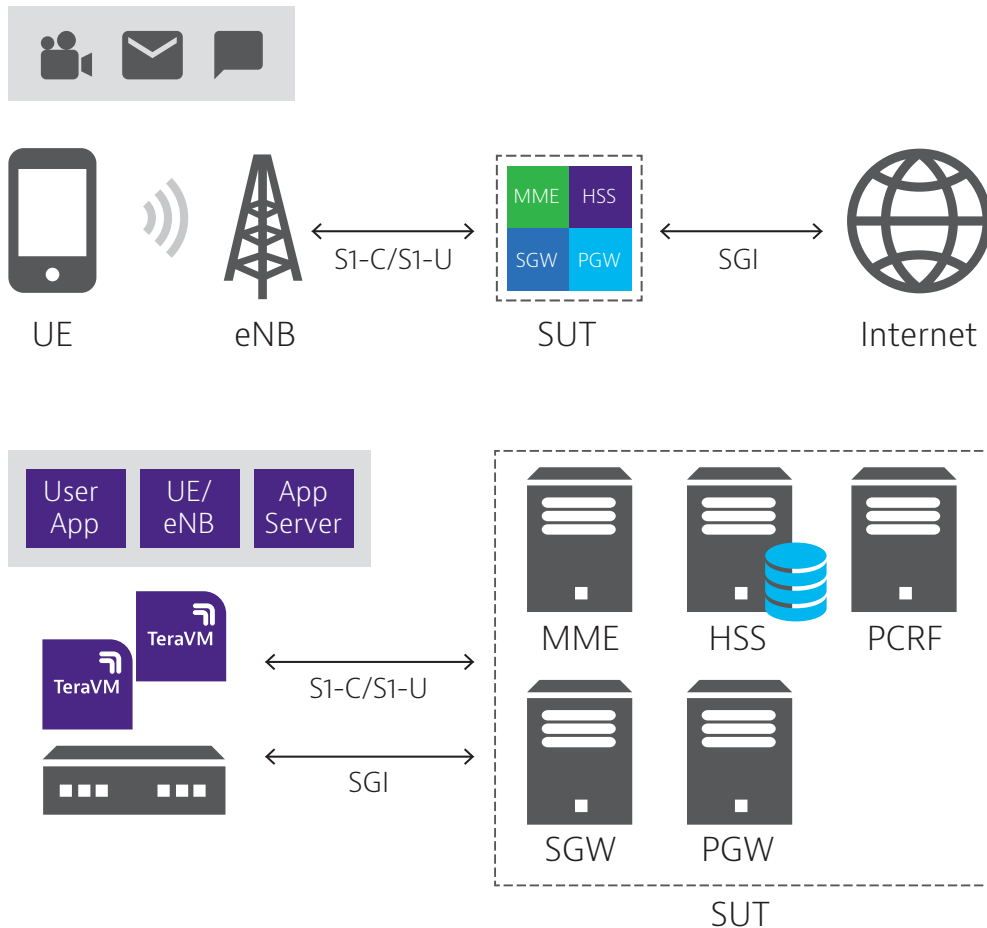 MME
HSS
SGW
PGW
S1-C/S1-U
SGI
UE
eNB
SUT
Internet
User
App
UE/
eNB
App
Server
TeraVM
TeraVM
S1-C/S1-U
SGI
MME
HSS
PCRF
SGW
PGW
SUT